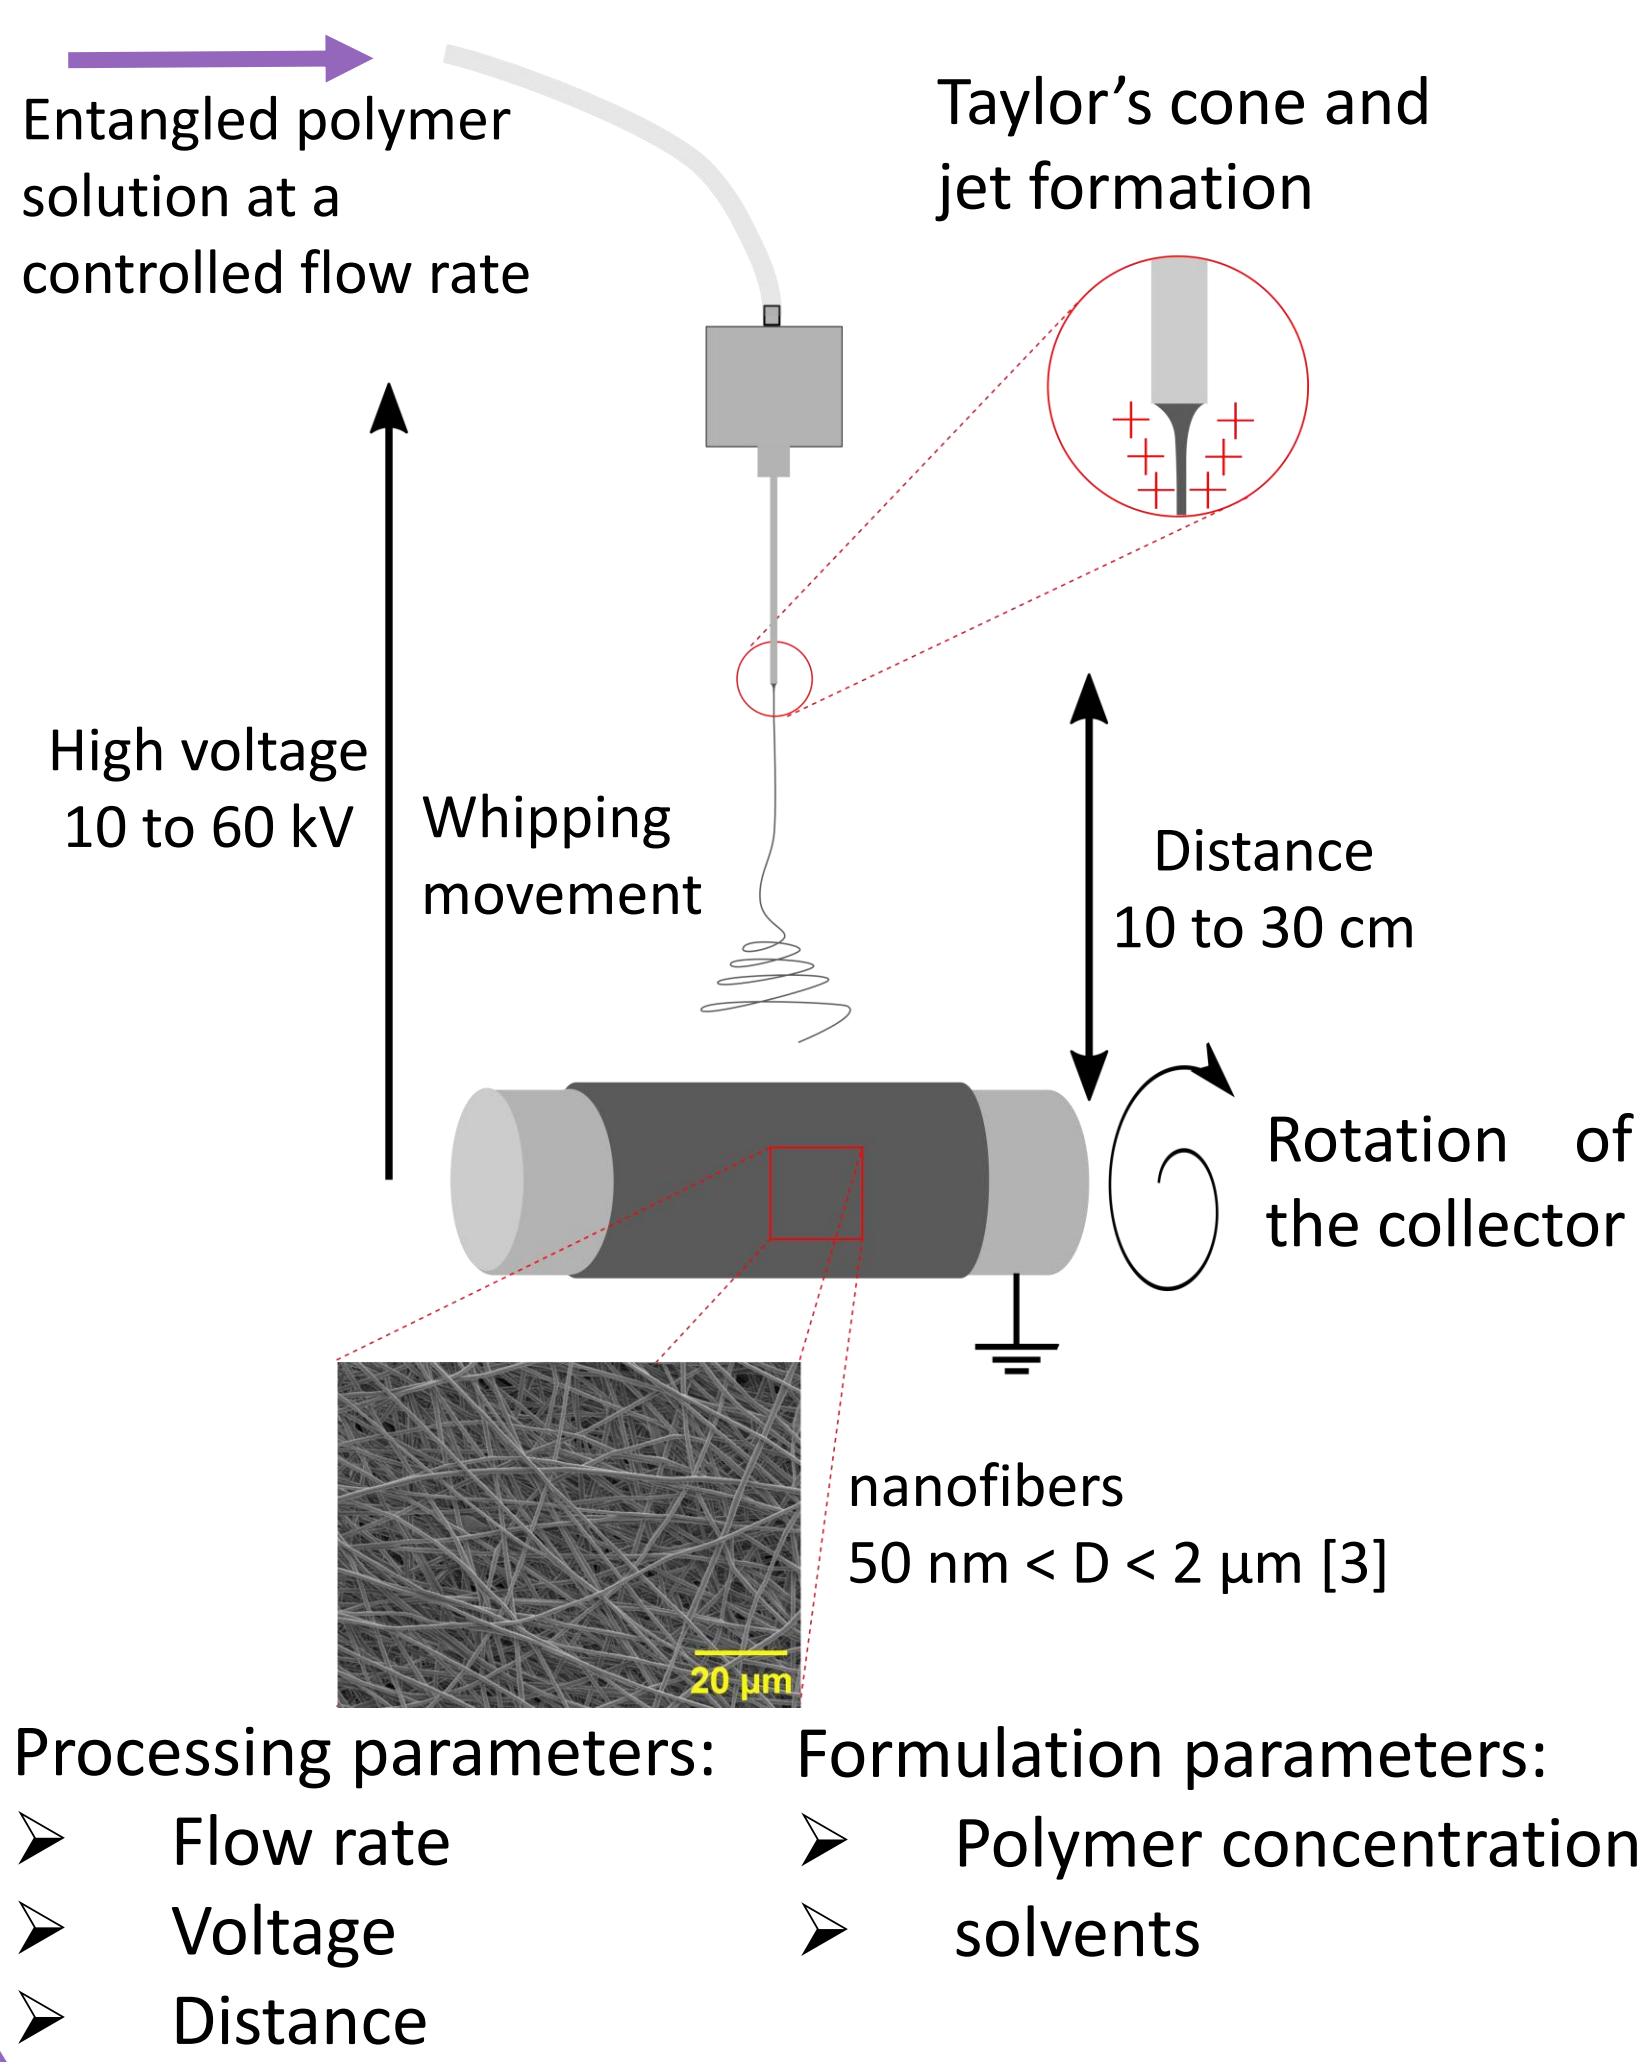 Entangled polymer
solution at a
controlled flow rate
Taylor’s cone and
jet formation
High voltage
10 to 60 kV
Whipping
movement
Distance
10 to 30 cm
Rotation of
the collector
nanofibers
50 nm < D < 2 µm [3]
20 µm
Processing parameters:
Flow rate
Voltage
Distance
Formulation parameters:
Polymer concentration
solvents